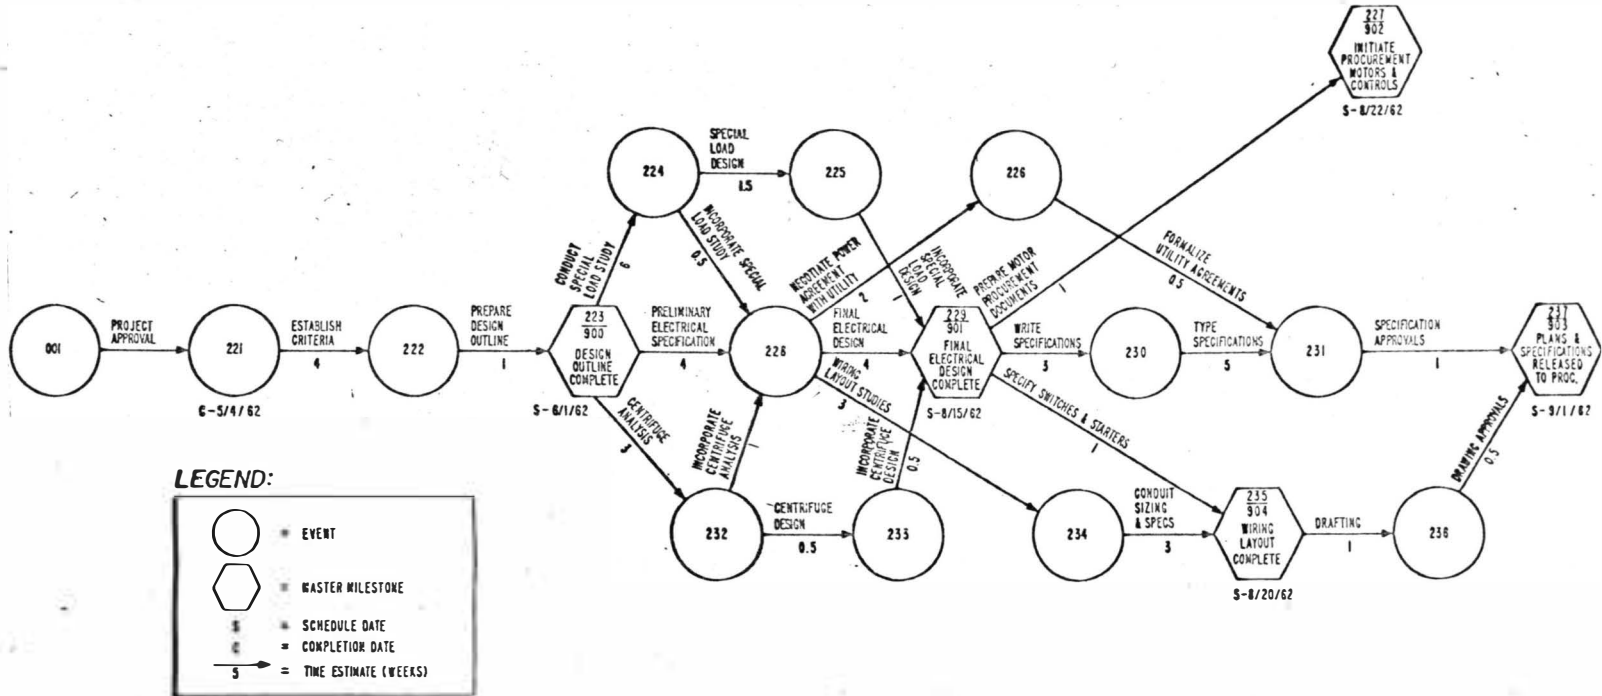 227
902
INITIATE
PROCUREMENT
MOTORS &
CONTROLS
S-8/22/62
224
SPECIAL
LOAD
DESIGN
1.5
225
226
CONDUCT
SPECIAL
LOAD STUDY
6
INCORPORATE SPECIAL
LOAD STUDY
0.5
NEGOTIATE POWER
AGREEMENT
WITH UTILITY
2
INCORPORATE
SPECIAL
LOAD
DESIGN
PREPARE MOTOR
PROCUREMENT
DOCUMENTS
1
FORMALIZE
UTILITY AGREEMENTS
0.5
001
PROJECT
APPROVAL
221
C-5/4/62
ESTABLISH
CRITERIA
4
222
PREPARE
DESIGN
OUTLINE
1
223
900
DESIGN
OUTLINE
COMPLETE
S-6/1/62
PRELIMINARY
ELECTRICAL
SPECFICATION
4
226
FINAL
ELECTRICAL
DESIGN
4
229
901
FINAL
ELECTRICAL
DESIGN
COMPLETE
S-8/15/62
WRITE
SPECIFICATIONS
3
230
TYPE
SPECIFICATIONS
5
231
SPECIFICATION
APPROVALS
1
237
903
PLANS &
SPECIFICATIONS
RELEASED
TO PROC.
S-9/1/62
CENTRIFUGE
ANALYSIS
3
INCORPORATE
CENTRIFUGE
ANALYSIS
1
WIRING
LAYOUT STUDIES
3
INCORPORATE
CENTRIFUGE
DESIGN
0.5
SPECIFY SWITCHES & STARTERS
1
DRAWING APPROVALS
0.5
232
CENTRIFUGE
DESIGN
0.5
233
234
CONDUIT
SIZING
& SPECS
3
235
904
WIRING
LAYOUT
COMPLETE
S-8/20/62
DRAFTING
1
236
LEGEND:
= EVENT
= MASTER MILESTONE
S = SCHEDULE DATE
C = COMPLETION DATE
5 = TIME ESTIMATE (WEEKS)